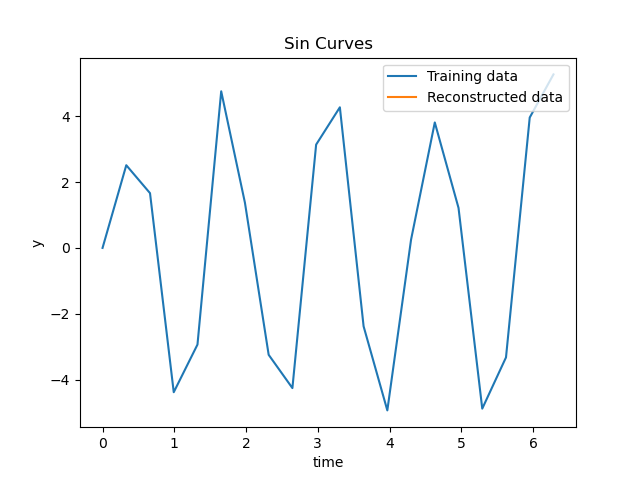 Sin Curves
Training data
Reconstructed data
y
4
2
0
−2
−4
0 1 2 3 4 5 6
time